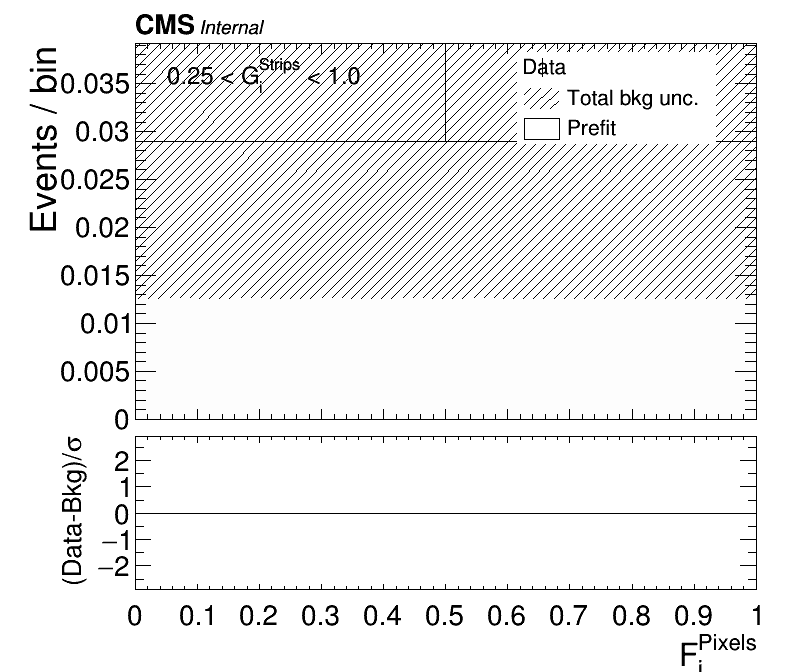 CMS Internal
Events / bin
0.25 < G_i^Strips < 1.0
Data
Total bkg unc.
Prefit
0.035
0.03
0.025
0.02
0.015
0.01
0.005
0
(Data-Bkg)/σ
2
1
0
−1
−2
0 0.1 0.2 0.3 0.4 0.5 0.6 0.7 0.8 0.9 1
F_i^Pixels